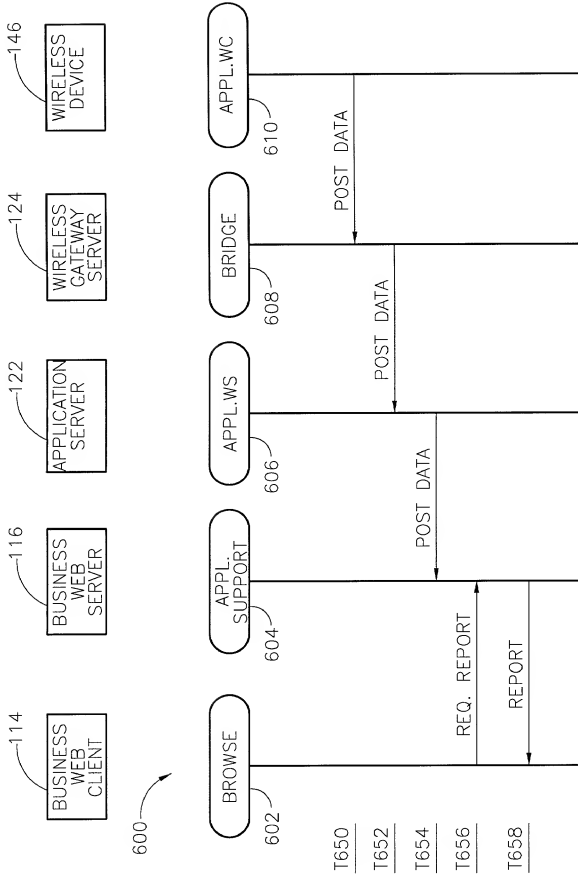 114
BUSINESS
WEB
CLIENT
116
BUSINESS
WEB
SERVER
122
APPLICATION
SERVER
124
WIRELESS
GATEWAY
SERVER
146
WIRELESS
DEVICE
600
BROWSE
602
APPL.
SUPPORT
604
APPL.WS
606
BRIDGE
608
APPL.WC
610
T650
POST DATA
T652
POST DATA
T654
POST DATA
T656
REQ. REPORT
T658
REPORT